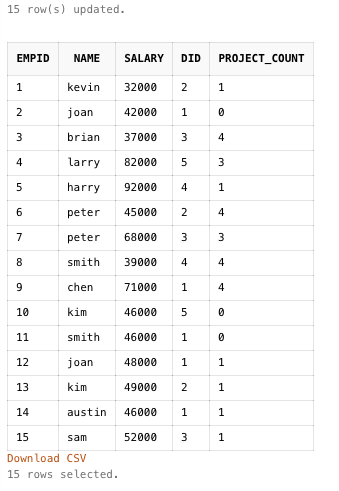 15 row(s) updated.
EMPID NAME SALARY DID PROJECT_COUNT
1 kevin 32000 2 1
2 joan 42000 1 0
3 brian 37000 3 4
4 larry 82000 5 3
5 harry 92000 4 1
6 peter 45000 2 4
7 peter 68000 3 3
8 smith 39000 4 4
9 chen 71000 1 4
10 kim 46000 5 0
11 smith 46000 1 0
12 joan 48000 1 1
13 kim 49000 2 1
14 austin 46000 1 1
15 sam 52000 3 1
Download CSV
15 rows selected.